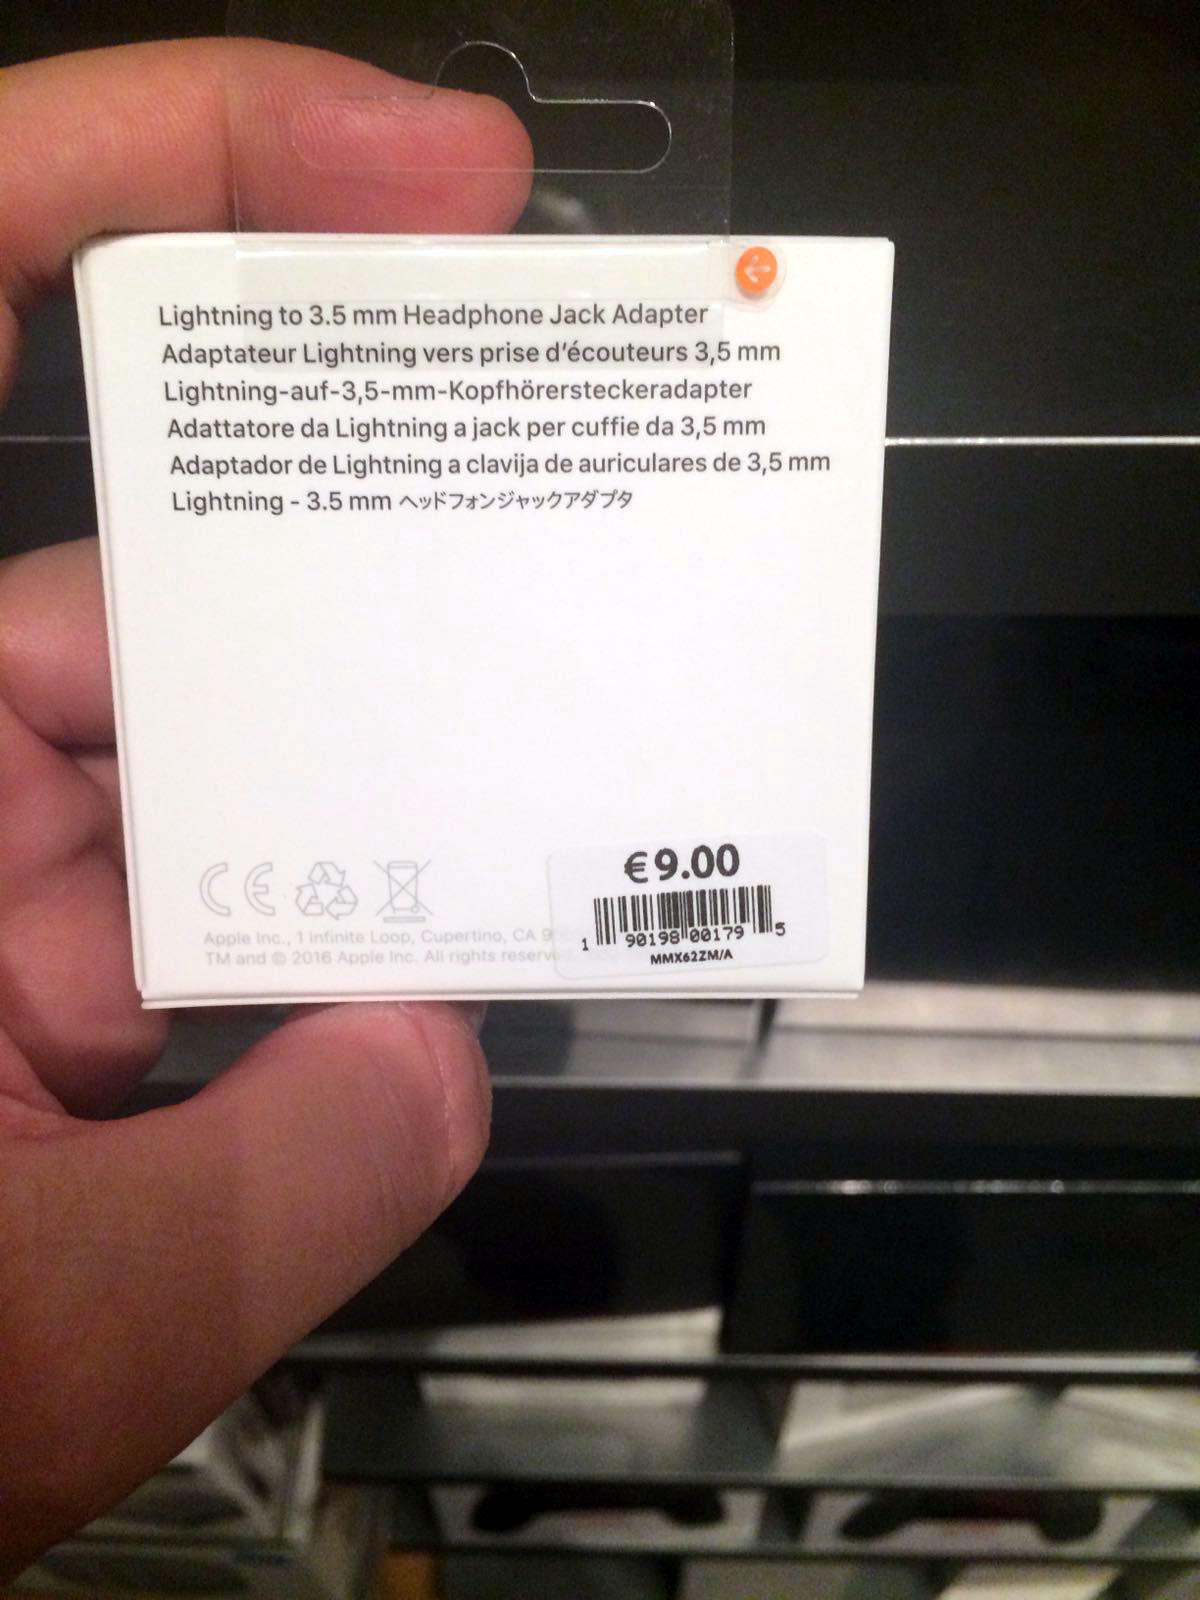 Lightning to 3.5 mm Headphone Jack Adapter
Adaptateur Lightning vers prise d'écouteurs 3,5 mm
Lightning-auf-3,5-mm-Kopfhörersteckeradapter
Adattatore da Lightning a jack per cuffie da 3,5 mm
Adaptador de Lightning a clavija de auriculares de 3,5 mm
Lightning - 3.5 mm ヘッドフォンジャックアダプタ
€9.00
1 90198 00179 5
MMX62ZM/A
CE
Apple Inc., 1 Infinite Loop, Cupertino, CA
TM and © 2016 Apple Inc. All rights